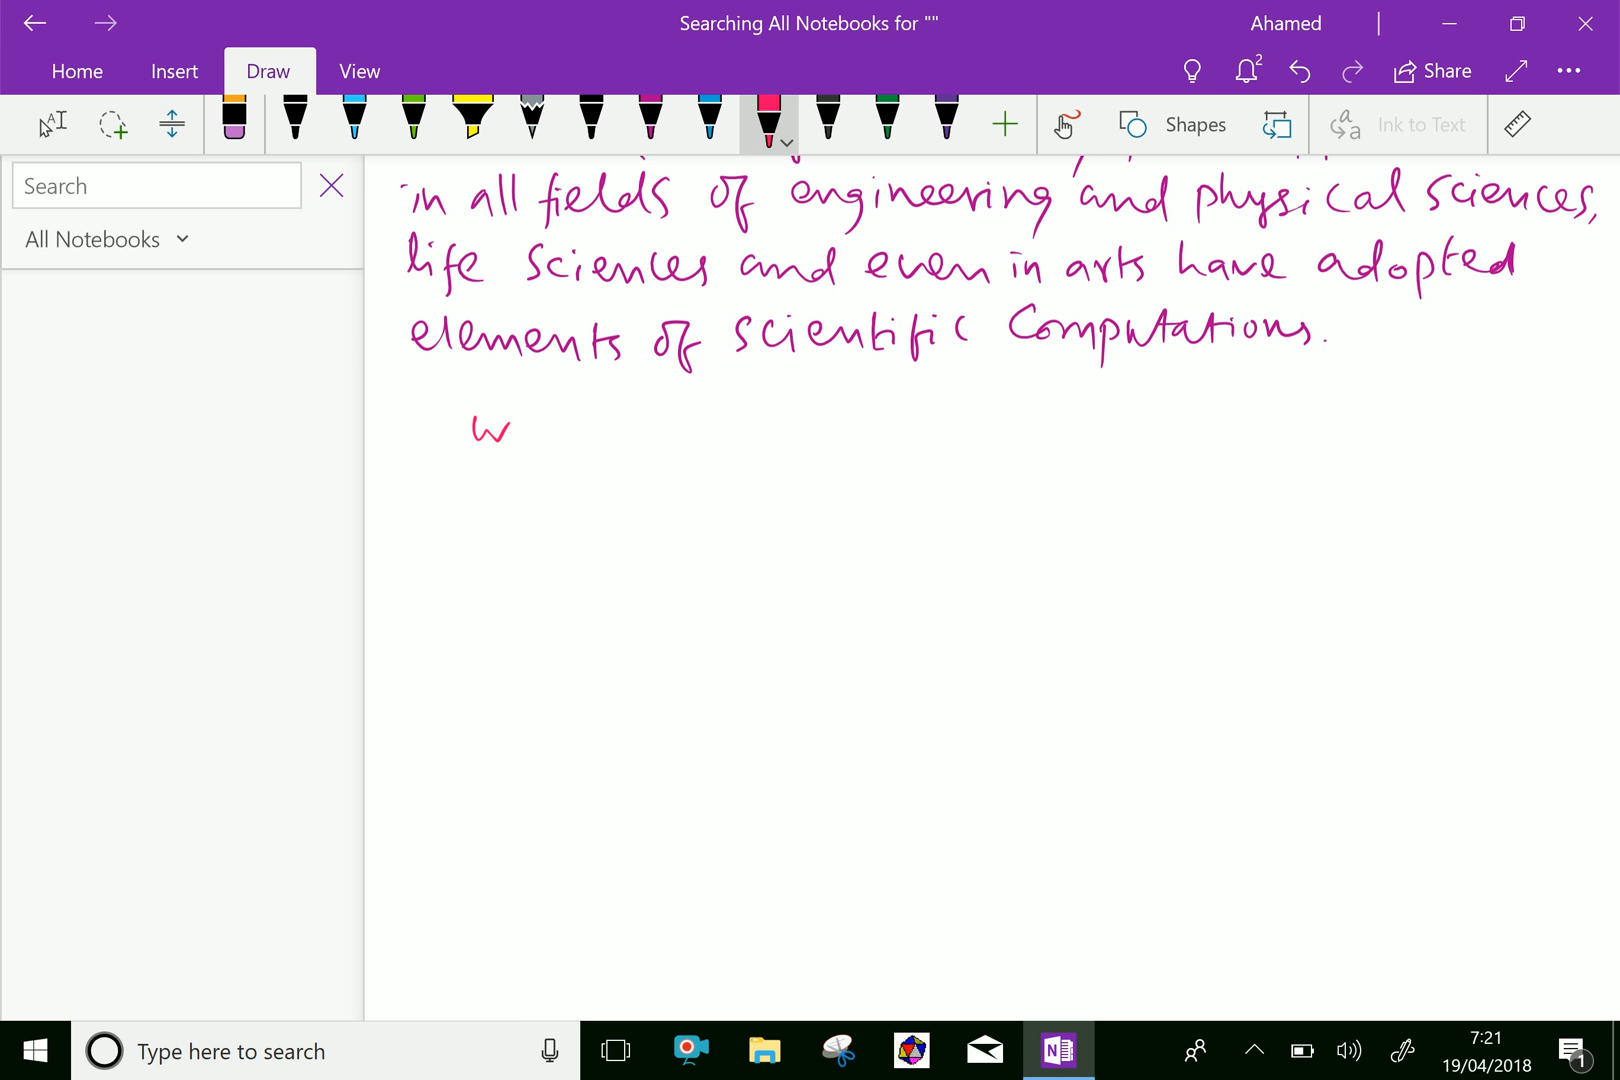 Searching All Notebooks for ""
Ahamed
Home Insert Draw View
2
Share
Shapes
Ink to Text
Search
All Notebooks
in all fields of engineering and physical sciences,
life sciences and even in arts have adopted
elements of scientific Computations.
W
Type here to search
7:21
19/04/2018
1